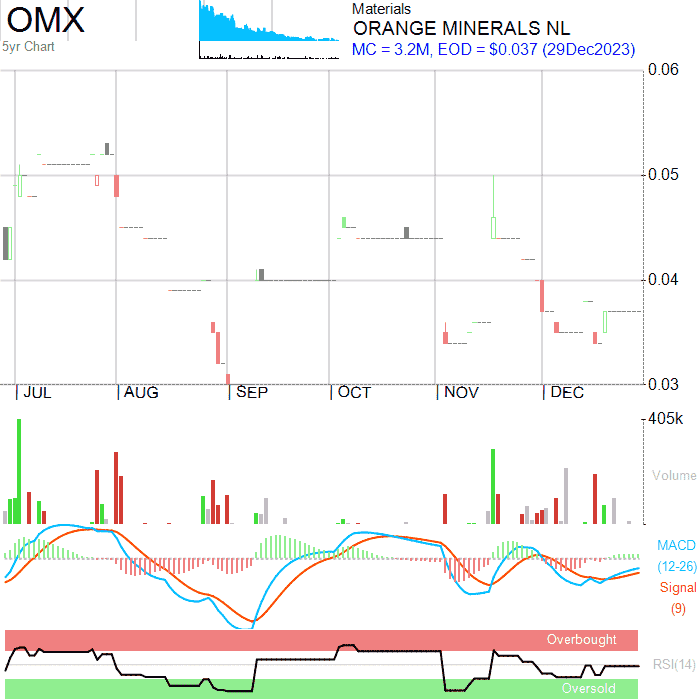 OMX
5yr Chart
Materials
ORANGE MINERALS NL
MC = 3.2M, EOD = $0.037 (29Dec2023)
0.06
0.05
0.04
0.03
JUL AUG SEP OCT NOV DEC
405k
Volume
MACD
(12-26)
Signal
(9)
Overbought
RSI(14)
Oversold